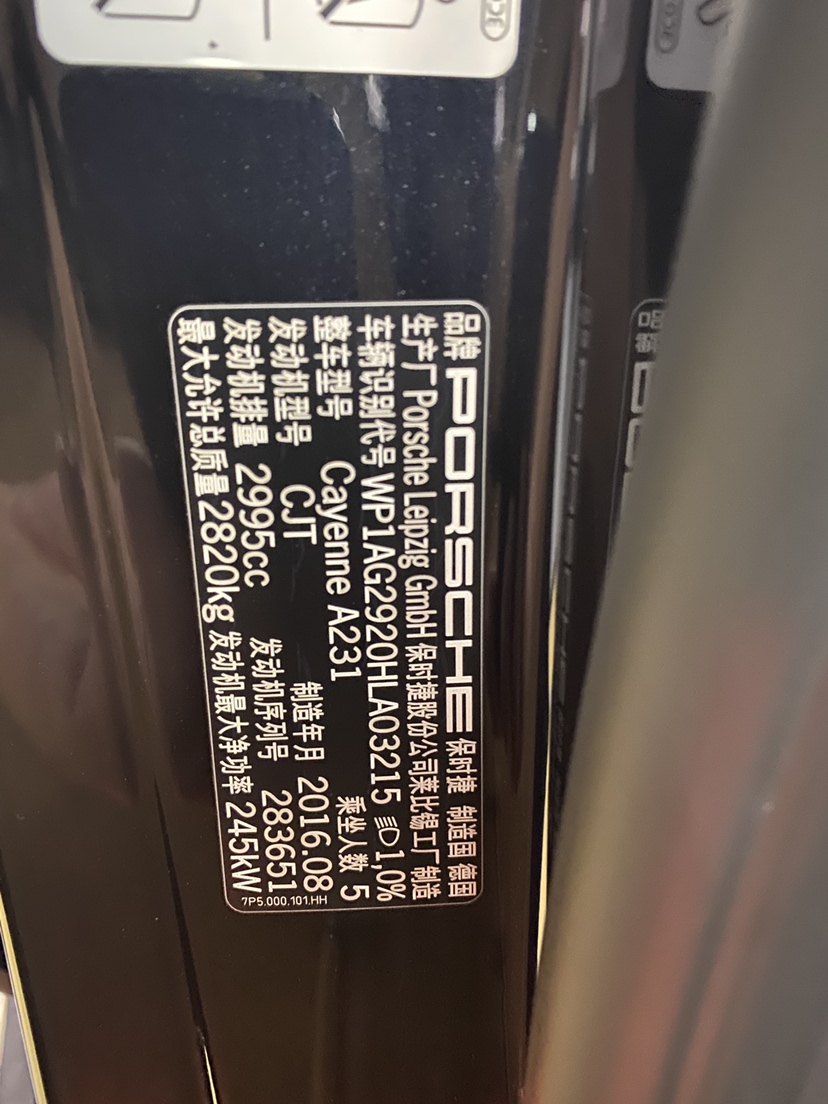 品牌 PORSCHE 保时捷 制造国 德国
生产厂 Porsche Leipzig GmbH 保时捷股份公司莱比锡工厂 制造
车辆识别代号 WP1AG2920HLA03215 1,0%
整车型号 Cayenne A231 乘坐人数 5
发动机型号 CJT 制造年月 2016.08
发动机排量 2995cc 发动机序列号 283651
最大允许总质量 2820kg 发动机最大净功率 245kW
7P5.000.101.HH